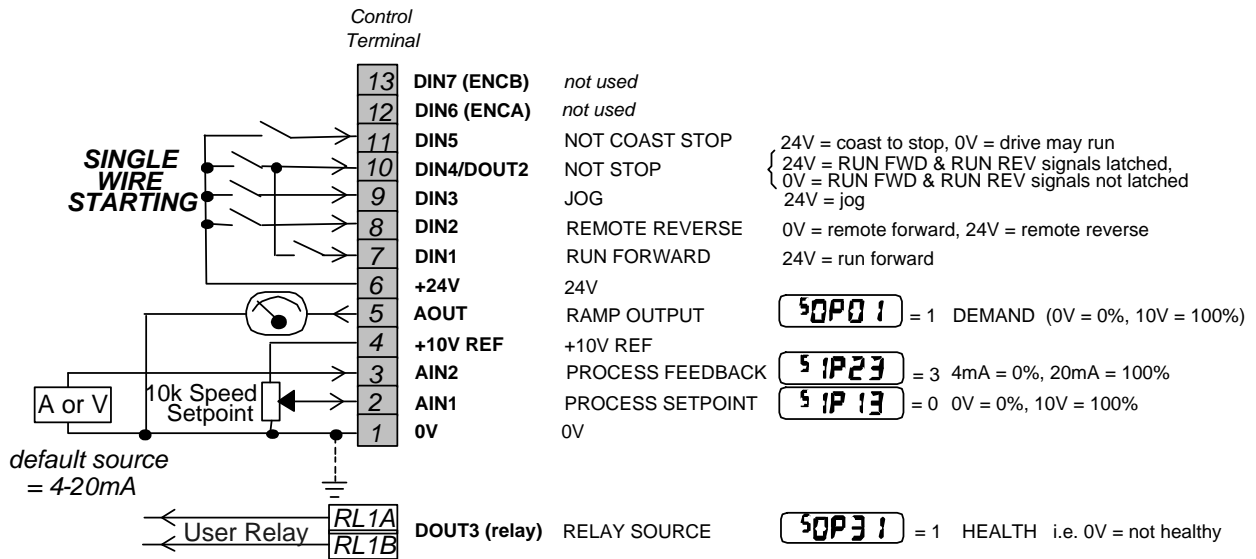 Control
Terminal
13 DIN7 (ENCB) not used
12 DIN6 (ENCA) not used
11 DIN5 NOT COAST STOP 24V = coast to stop, 0V = drive may run
10 DIN4/DOUT2 NOT STOP 24V = RUN FWD & RUN REV signals latched,
0V = RUN FWD & RUN REV signals not latched
9 DIN3 JOG 24V = jog
8 DIN2 REMOTE REVERSE 0V = remote forward, 24V = remote reverse
7 DIN1 RUN FORWARD 24V = run forward
6 +24V 24V
5 AOUT RAMP OUTPUT SOP01 = 1 DEMAND (0V = 0%, 10V = 100%)
4 +10V REF +10V REF
3 AIN2 PROCESS FEEDBACK SIP23 = 3 4mA = 0%, 20mA = 100%
2 AIN1 PROCESS SETPOINT SIP13 = 0 0V = 0%, 10V = 100%
1 0V 0V
SINGLE
WIRE
STARTING
A or V
10k Speed
Setpoint
default source
= 4-20mA
User Relay
RL1A
RL1B
DOUT3 (relay) RELAY SOURCE SOP31 = 1 HEALTH i.e. 0V = not healthy